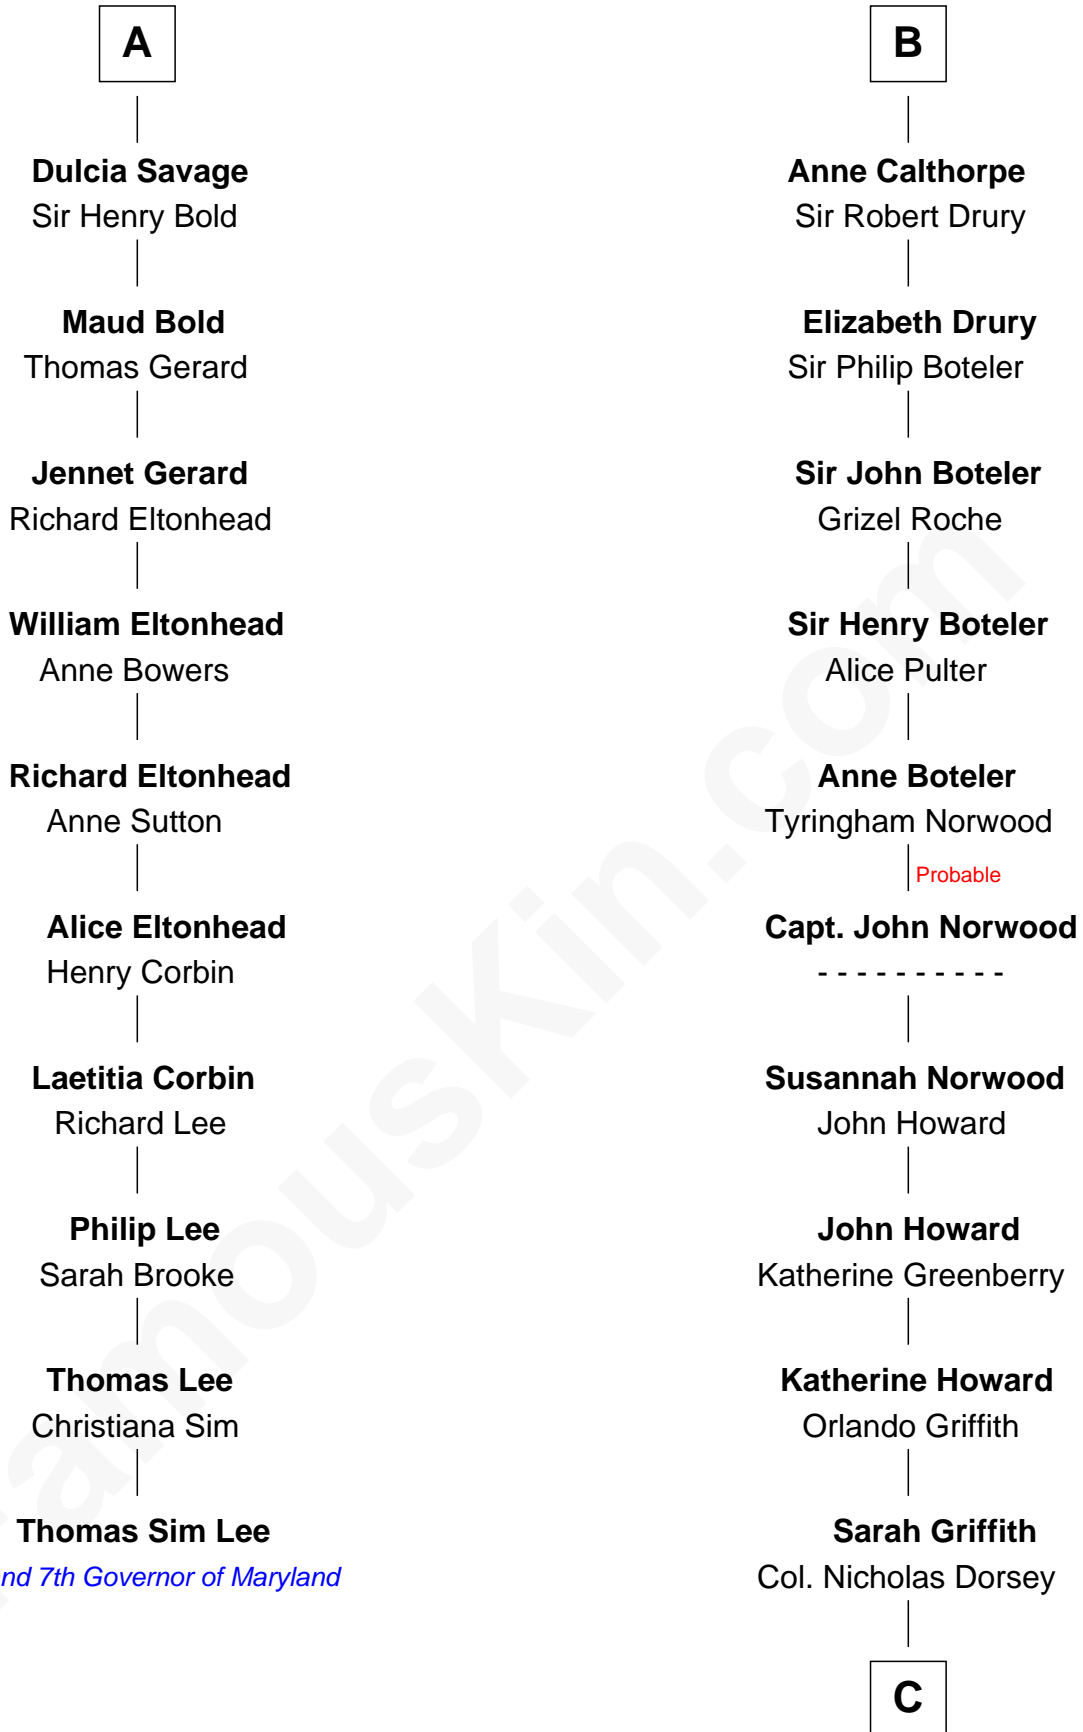 A
Dulcia Savage
Sir Henry Bold
Maud Bold
Thomas Gerard
Jennet Gerard
Richard Eltonhead
William Eltonhead
Anne Bowers
Richard Eltonhead
Anne Sutton
Alice Eltonhead
Henry Corbin
Laetitia Corbin
Richard Lee
Philip Lee
Sarah Brooke
Thomas Lee
Christiana Sim
Thomas Sim Lee
nd 7th Governor of Maryland
B
Anne Calthorpe
Sir Robert Drury
Elizabeth Drury
Sir Philip Boteler
Sir John Boteler
Grizel Roche
Sir Henry Boteler
Alice Pulter
Anne Boteler
Tyringham Norwood
Probable
Capt. John Norwood
- - - - - - - - - -
Susannah Norwood
John Howard
John Howard
Katherine Greenberry
Katherine Howard
Orlando Griffith
Sarah Griffith
Col. Nicholas Dorsey
C
FamousKin.com